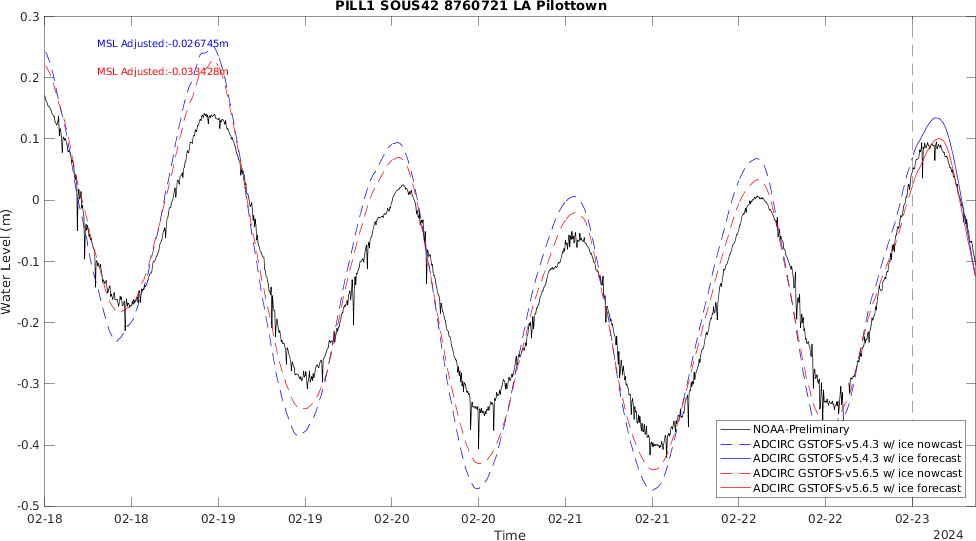 PILL1 SOUS42 8760721 LA Pilottown
0.3
0.2
0.1
0
-0.1
-0.2
-0.3
-0.4
-0.5
Water Level (m)
MSL Adjusted:-0.026745m
MSL Adjusted:-0.033428m
NOAA-Preliminary
ADCIRC GSTOFS-v5.4.3 w/ ice nowcast
ADCIRC GSTOFS-v5.4.3 w/ ice forecast
ADCIRC GSTOFS-v5.6.5 w/ ice nowcast
ADCIRC GSTOFS-v5.6.5 w/ ice forecast
02-18 02-18 02-19 02-19 02-20 02-20 02-21 02-21 02-22 02-22 02-23
Time
2024